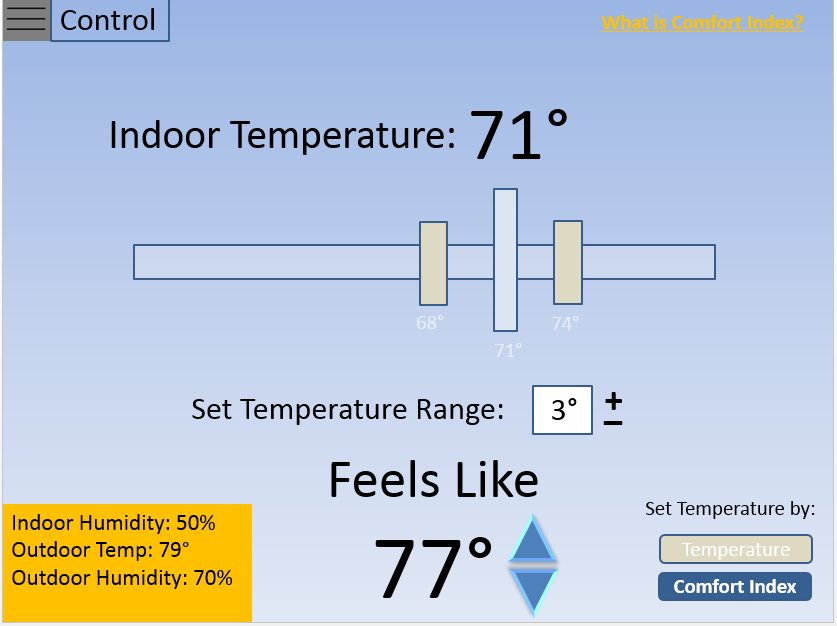 Control
What is Comfort Index?
Indoor Temperature: 71°
68°
74°
71°
Set Temperature Range: 3° + −
Feels Like
77°
Indoor Humidity: 50%
Outdoor Temp: 79°
Outdoor Humidity: 70%
Set Temperature by:
Temperature
Comfort Index